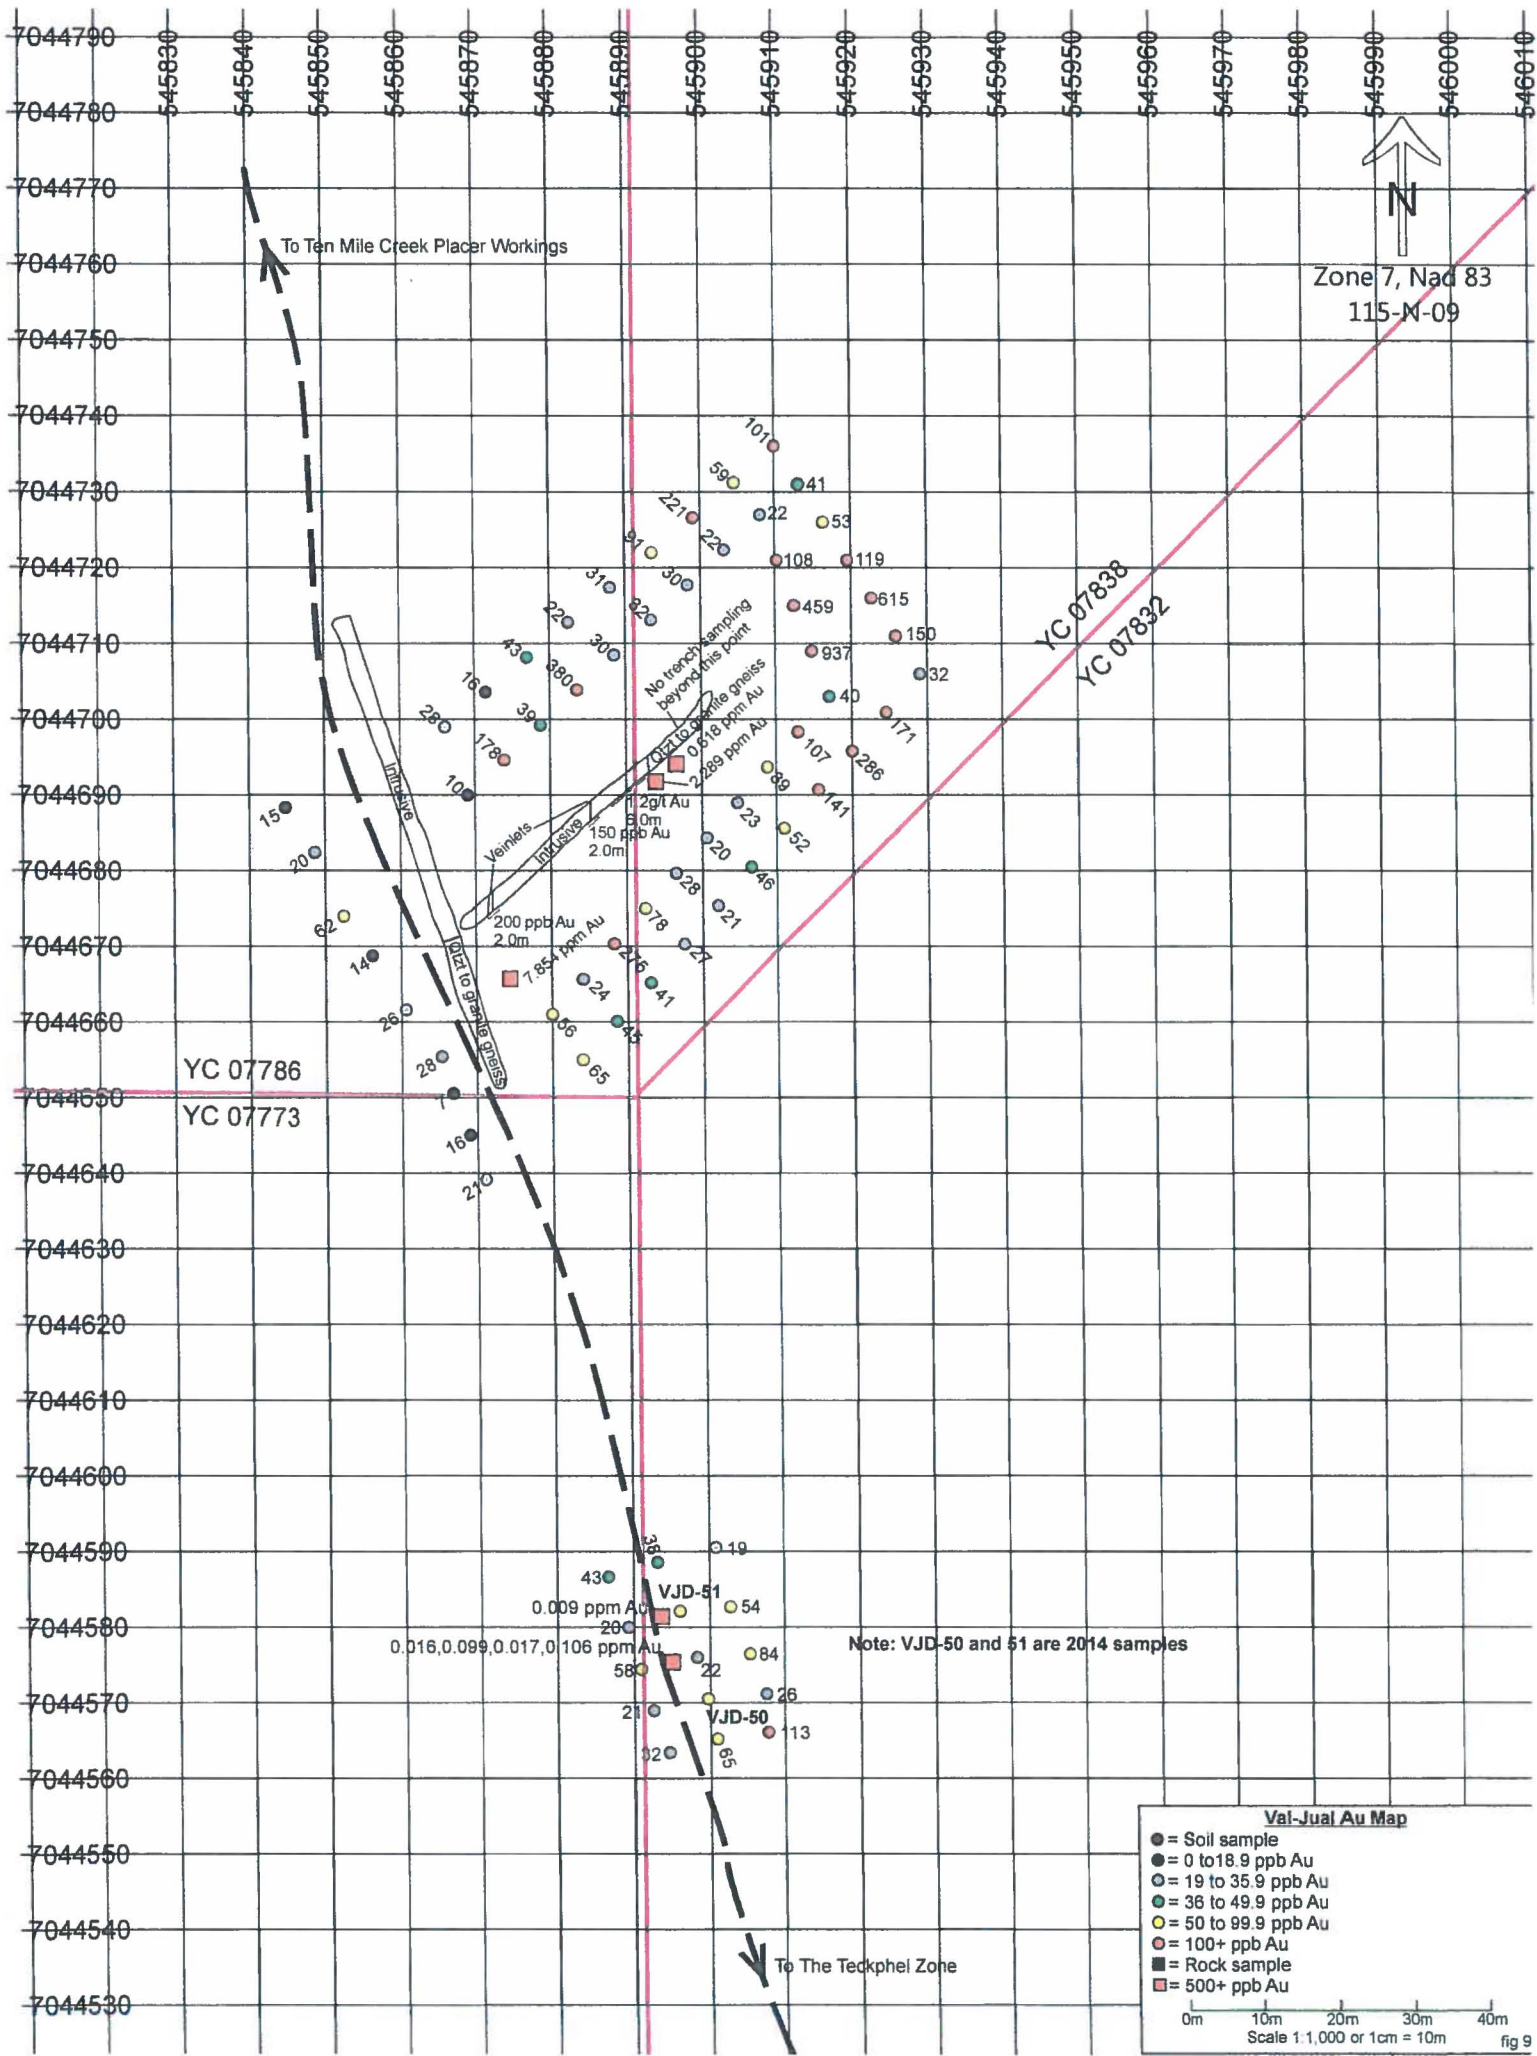 7044790
545830
545840
545850
545860
545870
545880
545890
545900
545910
545920
545930
545940
545950
545960
545970
545980
545990
546000
546010
7044780
7044770
N
To Ten Mile Creek Placer Workings
7044760
Zone 7, Nad 83
115-N-09
7044750
7044740
101
59
41
7044730
221
22
53
91
22
108
119
7044720
31
30
YC 07838
YC 07832
22
82
459
615
No trench sampling
beyond this point
150
7044710
43
30
937
380
32
16
Qtzt to granite gneiss
0.618 ppm Au
2.289 ppm Au
40
39
28
171
7044700
178
107
286
Intrusive
10
89
141
7044690
15
1.2g/t Au
6.0m
23
Veinlets
Intrusive
150 ppb Au
2.0m
52
20
20
7044680
46
28
21
62
200 ppb Au
2.0m
78
7044670
14
7.854 ppm Au
276
27
Qtzt to granite gneiss
24
41
26
56
45
7044660
28
65
YC 07786
7044650
YC 07773
7
16
7044640
21
7044630
7044620
7044610
7044600
7044590
38
19
43
VJD-51
0.009 ppm Au
54
7044580
20
0.016,0.099,0.017,0.106 ppm Au
Note: VJD-50 and 51 are 2014 samples
84
58
22
26
7044570
21
VJD-50
113
32
65
7044560
Val-Jual Au Map
= Soil sample
7044550
= 0 to18.9 ppb Au
= 19 to 35.9 ppb Au
= 36 to 49.9 ppb Au
7044540
= 50 to 99.9 ppb Au
= 100+ ppb Au
To The Teckphel Zone
= Rock sample
= 500+ ppb Au
7044530
0m 10m 20m 30m 40m
Scale 1:1,000 or 1cm = 10m
fig 9